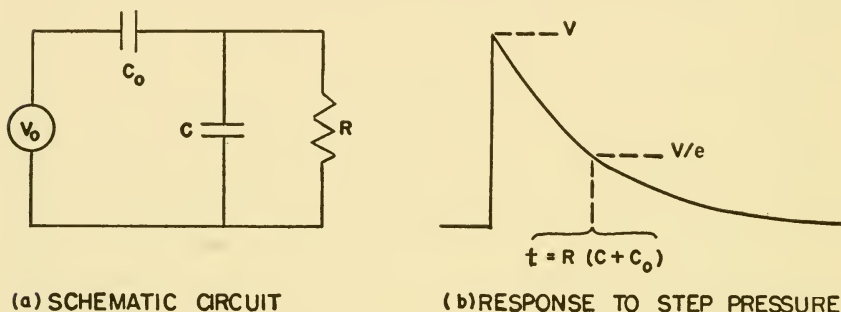 C₀
V₀
C
R
(a) SCHEMATIC CIRCUIT
V
V/e
t = R (C + C₀)
(b) RESPONSE TO STEP PRESSURE